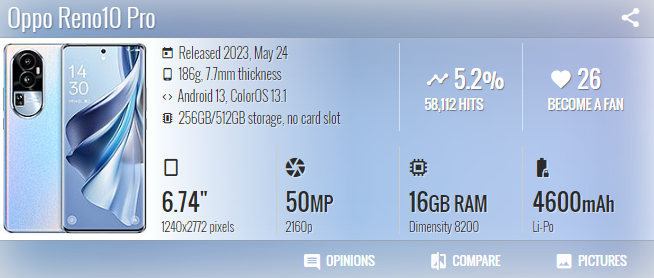 Oppo Reno10 Pro
Released 2023, May 24
186g, 7.7mm thickness
Android 13, ColorOS 13.1
256GB/512GB storage, no card slot
5.2%
58,112 HITS
26
BECOME A FAN
14
30
6.74"
1240x2772 pixels
50MP
2160p
16GB RAM
Dimensity 8200
4600mAh
Li-Po
OPINIONS
COMPARE
PICTURES